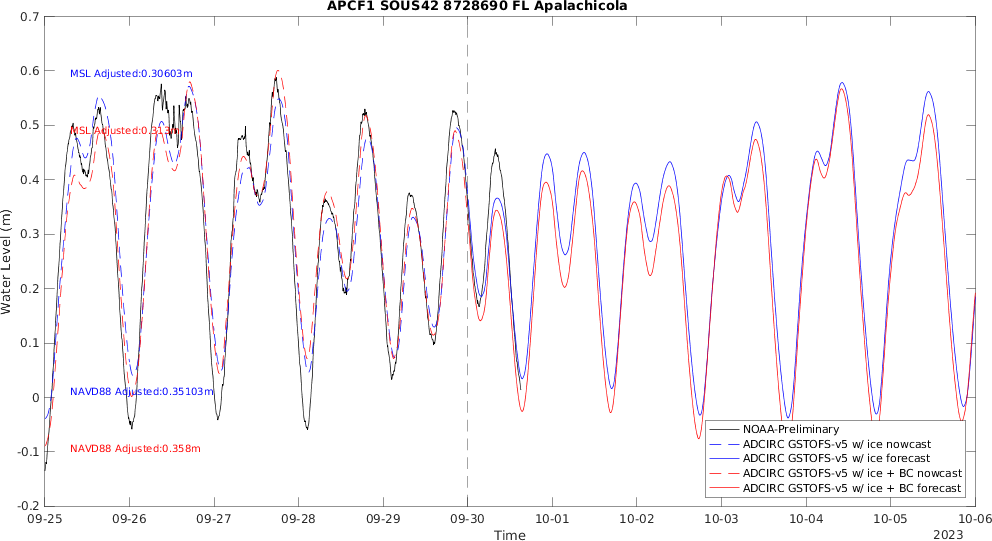 APCF1 SOUS42 8728690 FL Apalachicola
0.7
0.6
0.5
0.4
0.3
0.2
0.1
0
-0.1
-0.2
Water Level (m)
MSL Adjusted:0.30603m
MSL Adjusted:0.313m
NAVD88 Adjusted:0.35103m
NAVD88 Adjusted:0.358m
NOAA-Preliminary
ADCIRC GSTOFS-v5 w/ ice nowcast
ADCIRC GSTOFS-v5 w/ ice forecast
ADCIRC GSTOFS-v5 w/ ice + BC nowcast
ADCIRC GSTOFS-v5 w/ ice + BC forecast
09-25 09-26 09-27 09-28 09-29 09-30 10-01 10-02 10-03 10-04 10-05 10-06
Time
2023